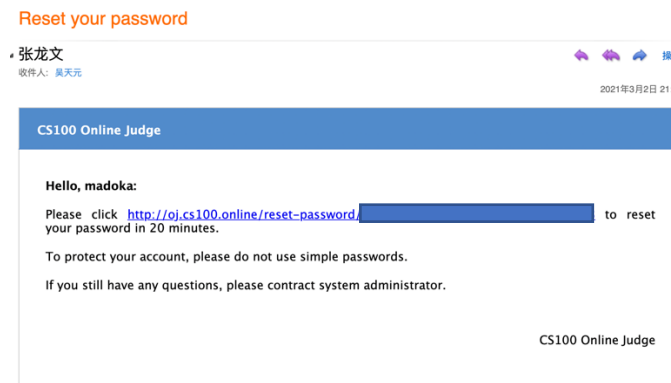 Reset your password
张龙文
收件人: 吴天元
操
2021年3月2日 21
CS100 Online Judge
Hello, madoka:
Please click http://oj.cs100.online/reset-password/ to reset
your password in 20 minutes.
To protect your account, please do not use simple passwords.
If you still have any questions, please contract system administrator.
CS100 Online Judge